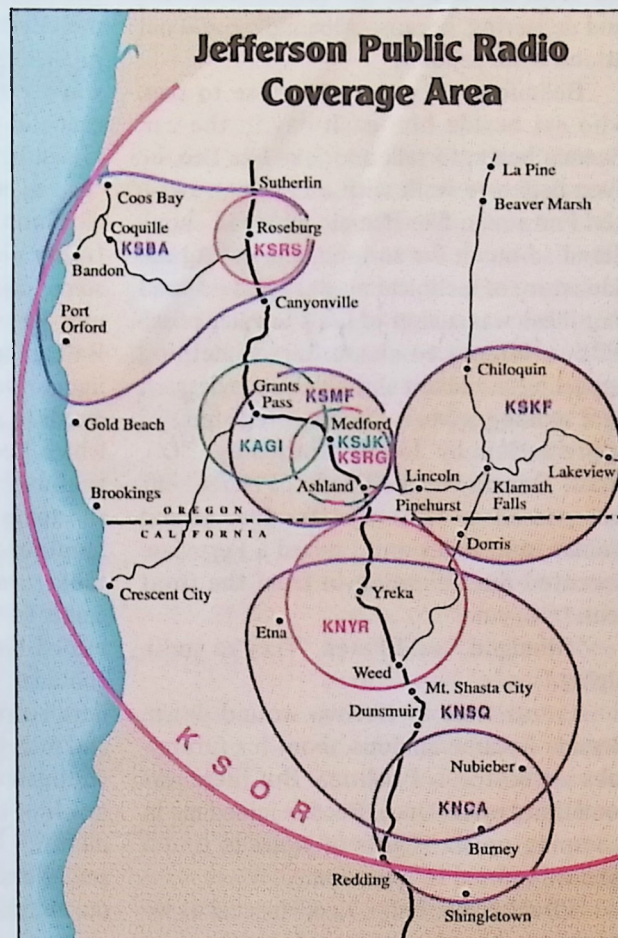 Jefferson Public Radio
Coverage Area
La Pine
Beaver Marsh
Sutherlin
Coos Bay
Roseburg
Coquille
KSBA
KSRS
Bandon
Canyonville
Port
Orford
Chiloquin
Grants
Pass
KSMF
KSKF
Gold Beach
Medford
KAGI
KSJK
KSRG
Lakeview
Ashland
Lincoln
Klamath
Falls
Pinehurst
Brookings
OREGON
CALIFORNIA
Dorris
Crescent City
Yreka
Etna
KNYR
Weed
Mt. Shasta City
Dunsmuir
KNSQ
KSOR
Nubieber
KNCA
Burney
Redding
Shingletown